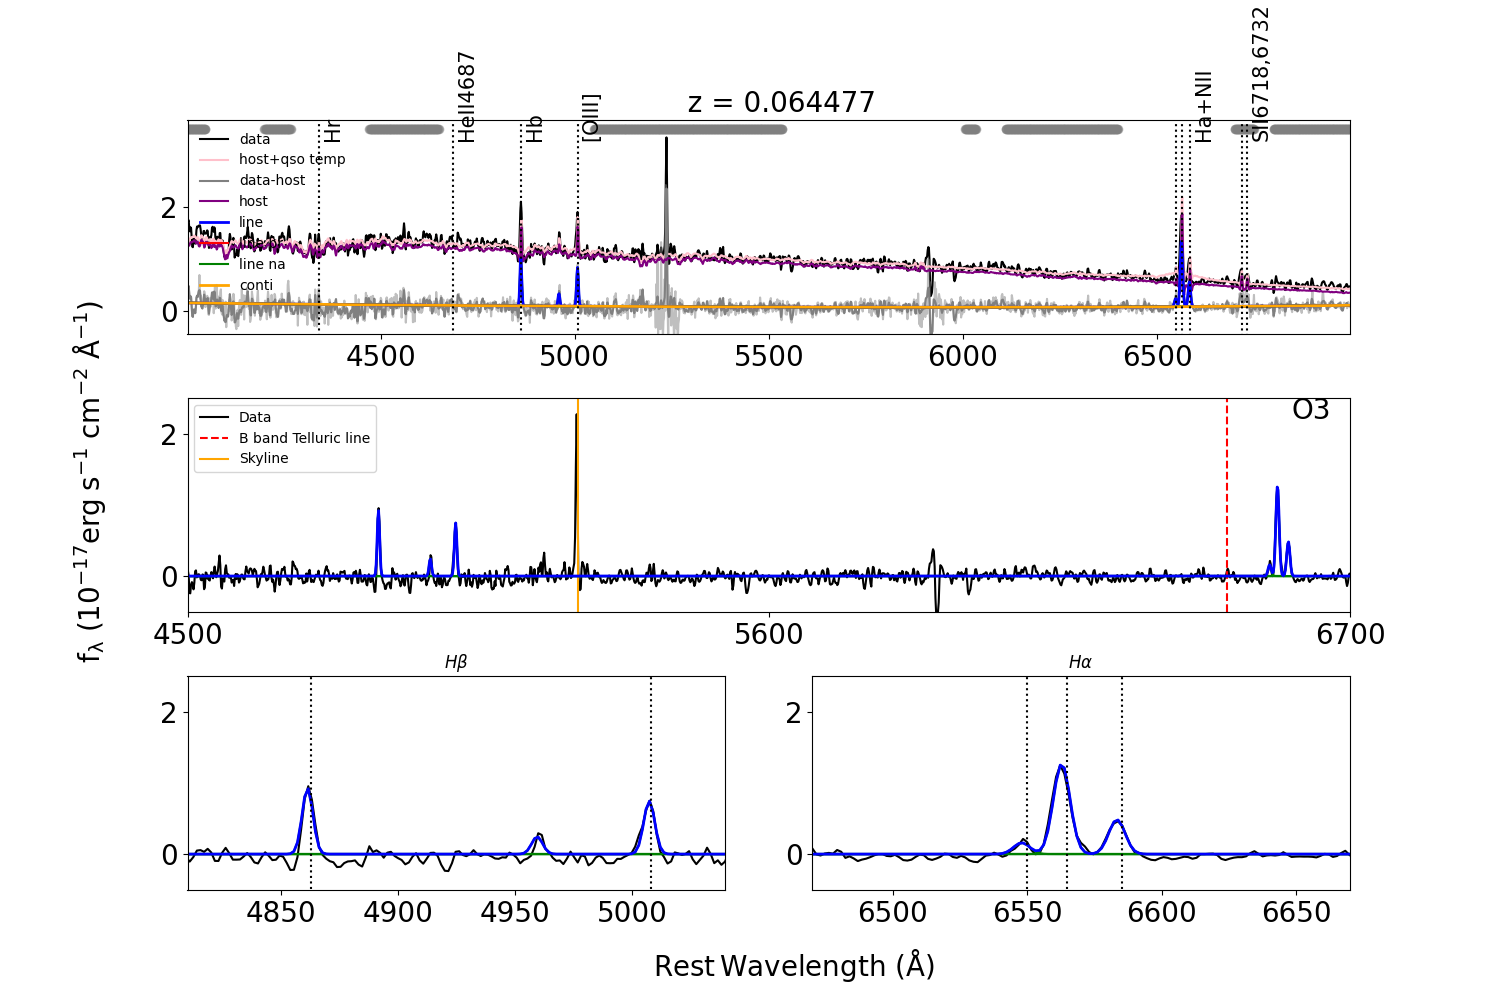 z = 0.064477
Hr
HeII4687
Hb
[OIII]
Ha+NII
SII6718,6732
data
host+qso temp
data-host
host
line
line na
conti
2
0
4500
5000
5500
6000
6500
fλ (10⁻¹⁷erg s⁻¹ cm⁻² Å⁻¹)
O3
Data
B band Telluric line
Skyline
2
0
4500
5600
6700
Hβ
2
0
4850
4900
4950
5000
Hα
2
0
6500
6550
6600
6650
Rest Wavelength (Å)